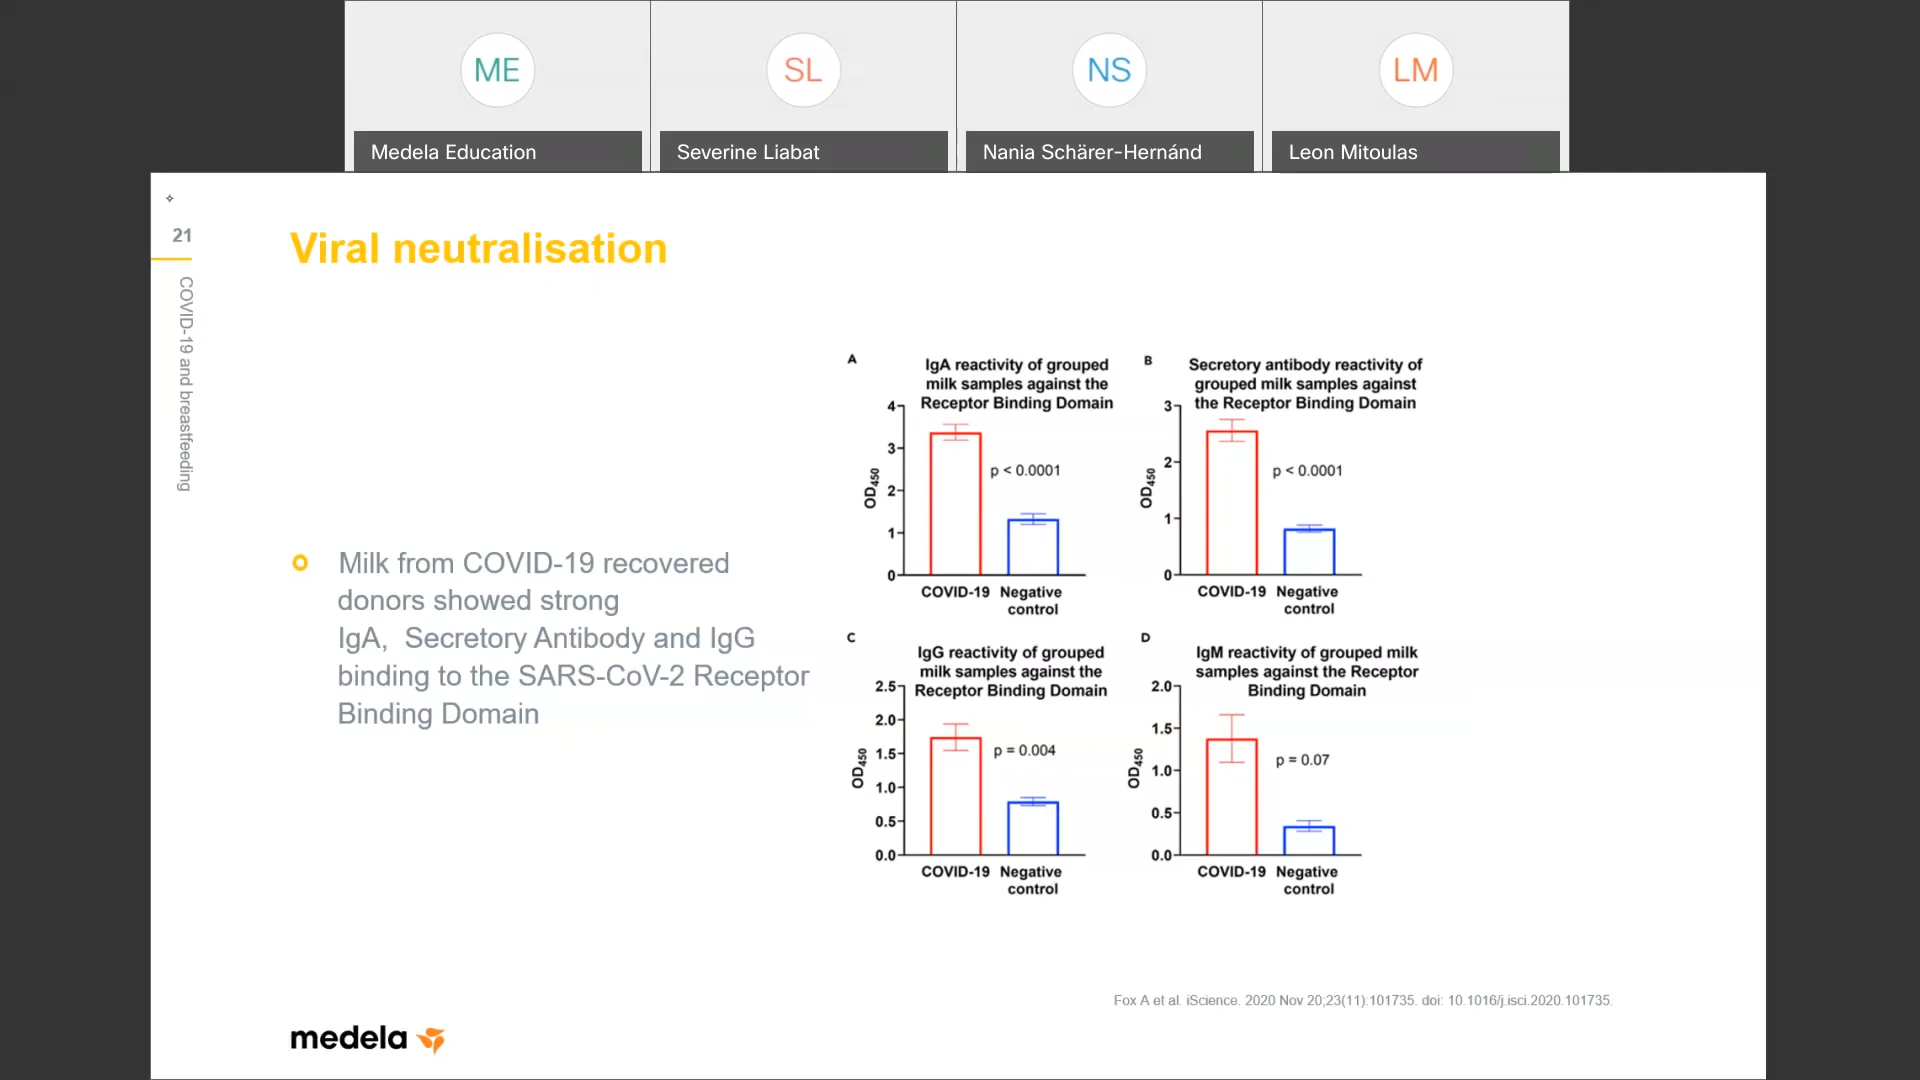 ME
SL
NS
LM
Medela Education
Severine Liabat
Nania Schärer-Hernánd
Leon Mitoulas
21
COVID-19 and breastfeeding
Viral neutralisation
Milk from COVID-19 recovered
donors showed strong
IgA, Secretory Antibody and IgG
binding to the SARS-CoV-2 Receptor
Binding Domain
A
IgA reactivity of grouped
milk samples against the
Receptor Binding Domain
4
3
2
1
0
OD450
p < 0.0001
COVID-19
Negative
control
B
Secretory antibody reactivity of
grouped milk samples against
the Receptor Binding Domain
3
2
1
0
OD450
p < 0.0001
COVID-19
Negative
control
C
IgG reactivity of grouped
milk samples against the
Receptor Binding Domain
2.5
2.0
1.5
1.0
0.5
0.0
OD450
p = 0.004
COVID-19
Negative
control
D
IgM reactivity of grouped milk
samples against the Receptor
Binding Domain
2.0
1.5
1.0
0.5
0.0
OD450
p = 0.07
COVID-19
Negative
control
Fox A et al. iScience. 2020 Nov 20;23(11):101735. doi: 10.1016/j.isci.2020.101735.
medela